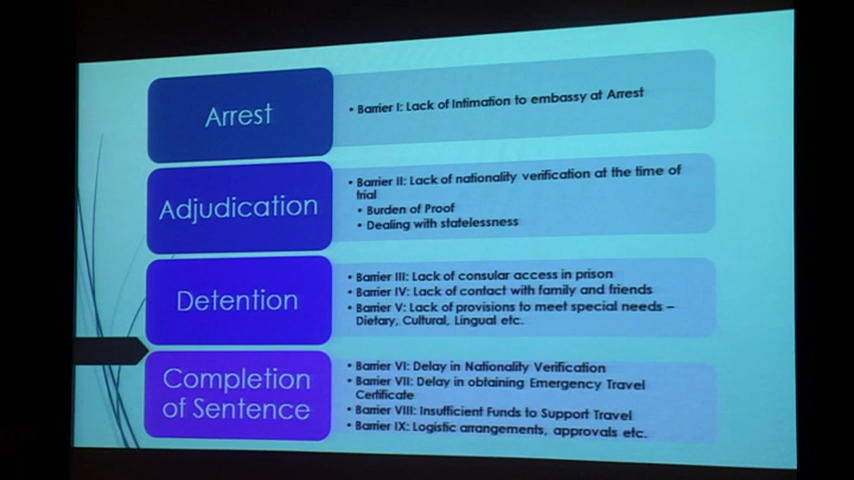 Arrest
• Barrier I: Lack of Intimation to embassy at Arrest
Adjudication
• Barrier II: Lack of nationality verification at the time of
trial
• Burden of Proof
• Dealing with statelessness
Detention
• Barrier III: Lack of consular access in prison
• Barrier IV: Lack of contact with family and friends
• Barrier V: Lack of provisions to meet special needs –
Dietary, Cultural, Lingual etc.
Completion
of Sentence
• Barrier VI: Delay in Nationality Verification
• Barrier VII: Delay in obtaining Emergency Travel
Certificate
• Barrier VIII: Insufficient Funds to Support Travel
• Barrier IX: Logistic arrangements, approvals etc.